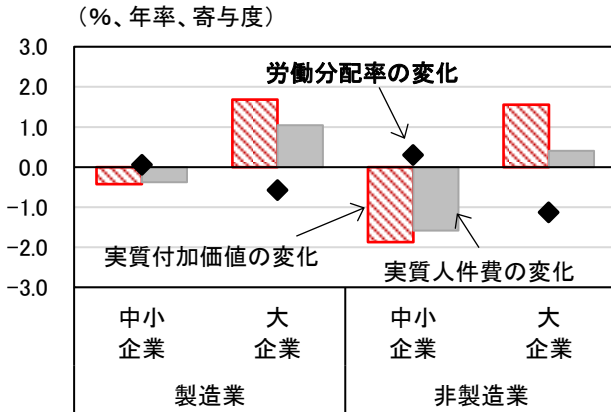 （%、年率、寄与度）
3.0
2.0
1.0
0.0
−1.0
−2.0
−3.0
労働分配率の変化
実質付加価値の変化
実質人件費の変化
中小
企業
大
企業
中小
企業
大
企業
製造業
非製造業